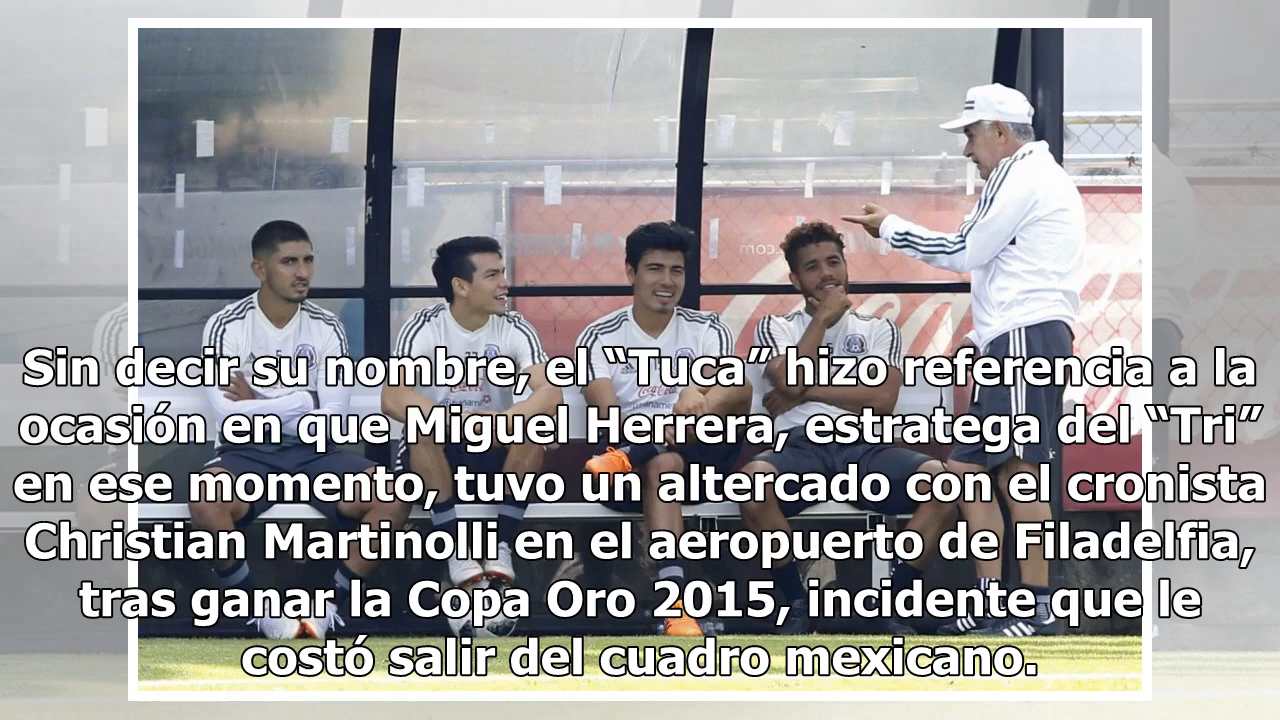 Sin decir su nombre, el “Tuca” hizo referencia a la
ocasión en que Miguel Herrera, estratega del “Tri”
en ese momento, tuvo un altercado con el cronista
Christian Martinolli en el aeropuerto de Filadelfia,
tras ganar la Copa Oro 2015, incidente que le
costó salir del cuadro mexicano.